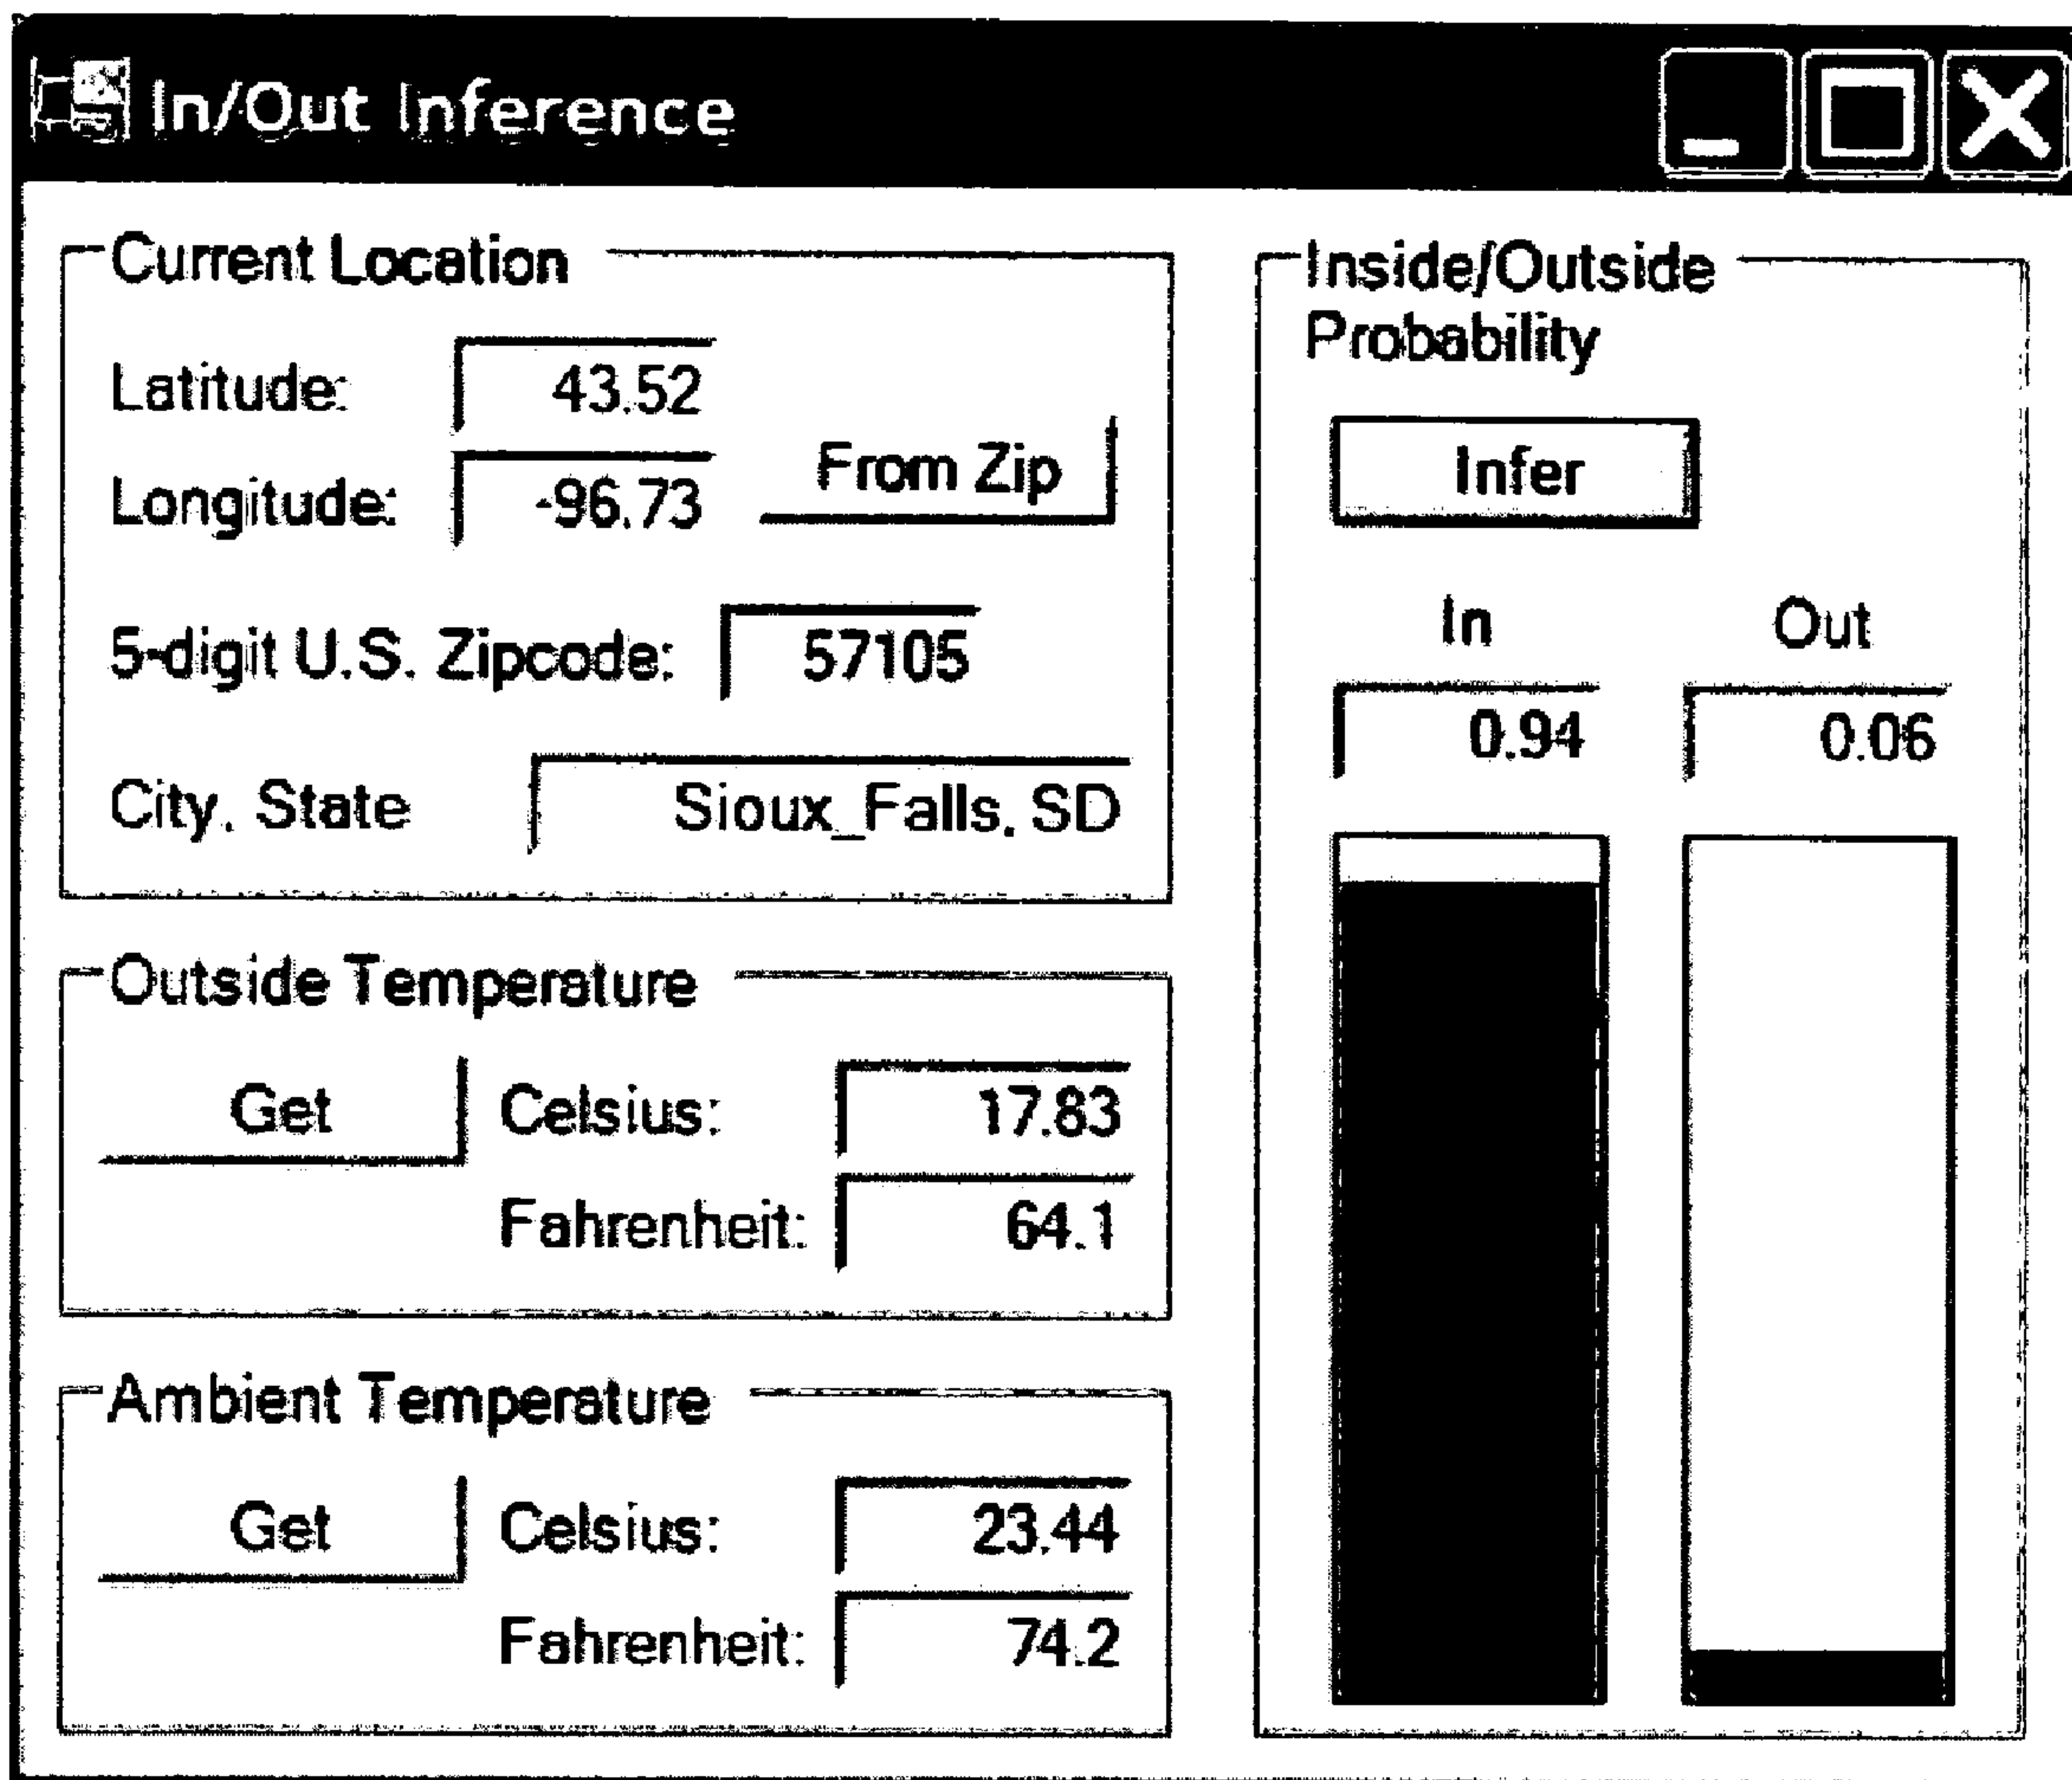 In/Out Inference
Current Location
Latitude: 43.52
Longitude: -96.73
From Zip
5-digit U.S. Zipcode: 57105
City, State Sioux_Falls, SD
Outside Temperature
Get Celsius: 17.83
Fahrenheit: 64.1
Ambient Temperature
Get Celsius: 23.44
Fahrenheit: 74.2
Inside/Outside
Probability
Infer
In Out
0.94 0.06